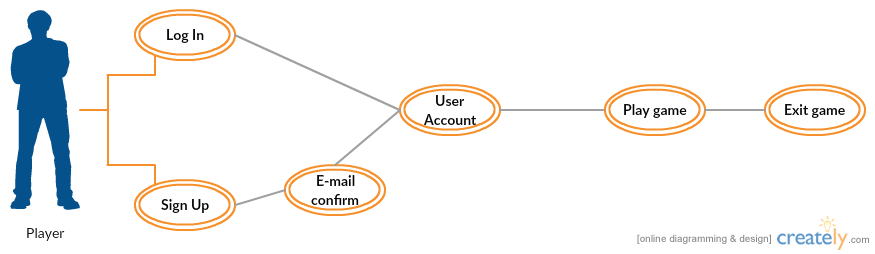 Log In
User
Account
Play game
Exit game
E-mail
confirm
Sign Up
Player
[online diagramming & design] creately.com